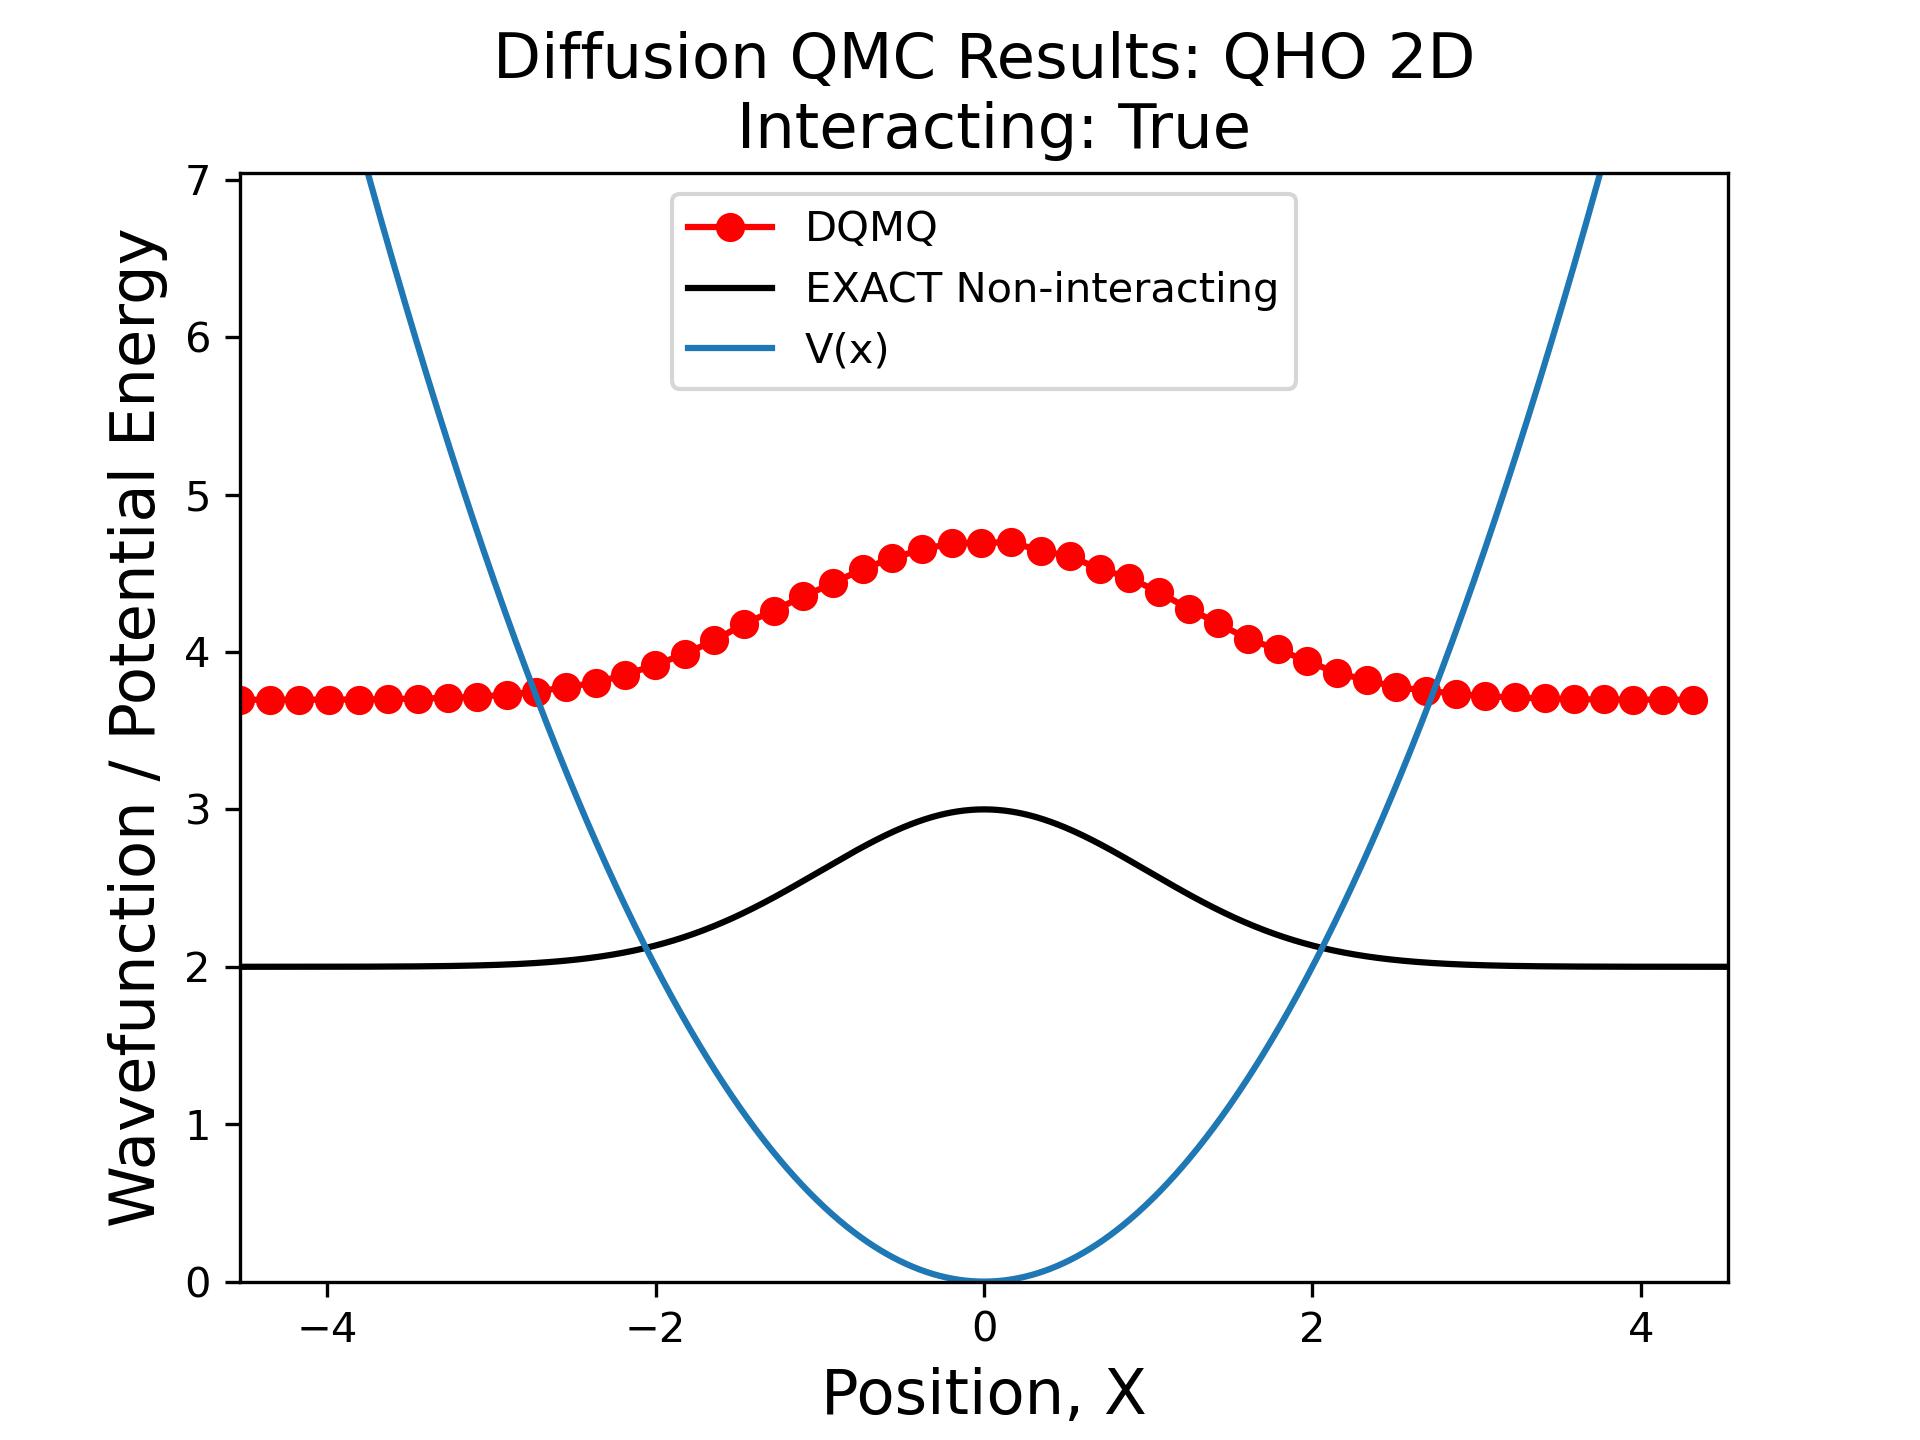 Diffusion QMC Results: QHO 2D
Interacting: True
DQMQ
EXACT Non-interacting
V(x)
Wavefunction / Potential Energy
7
6
5
4
3
2
1
0
−4
−2
0
2
4
Position, X